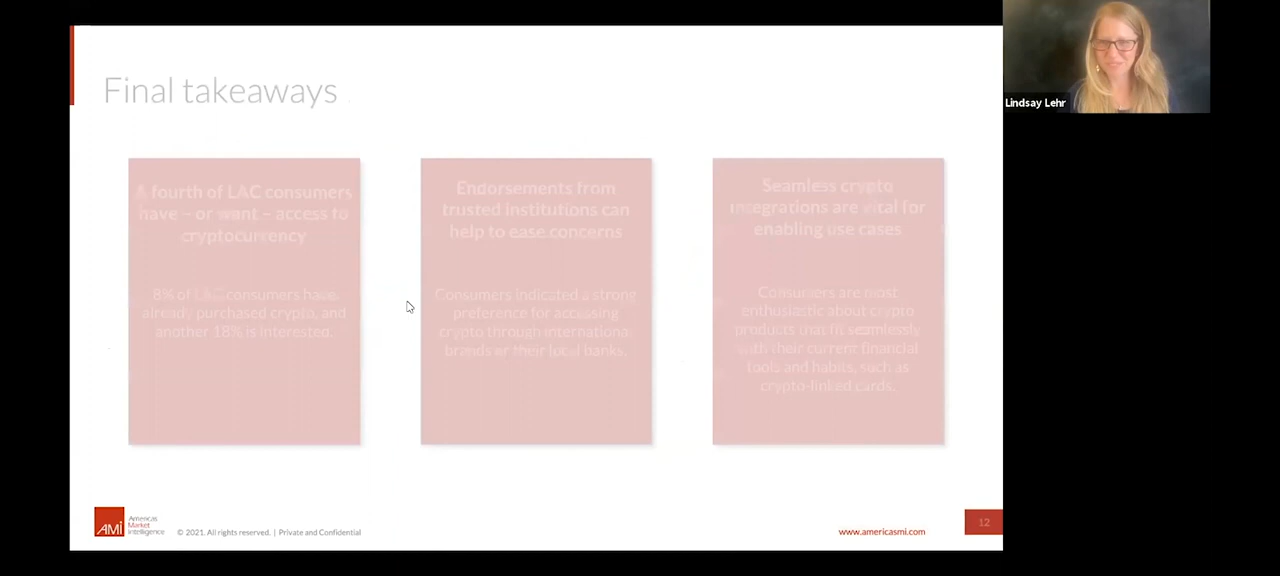 Final takeaways
A fourth of LAC consumers
have – or want – access to
cryptocurrency
8% of LAC consumers have
already purchased crypto, and
another 18% is interested.
Endorsements from
trusted institutions can
help to ease concerns
Consumers indicated a strong
preference for accessing
crypto through international
brands or their local banks.
Seamless crypto
integrations are vital for
enabling use cases
Consumers are most
enthusiastic about crypto
products that fit seamlessly
with their current financial
tools and habits, such as
crypto-linked cards.
AMI
Americas
Market
Intelligence
© 2021. All rights reserved. | Private and Confidential
www.americasmi.com
12
Lindsay Lehr